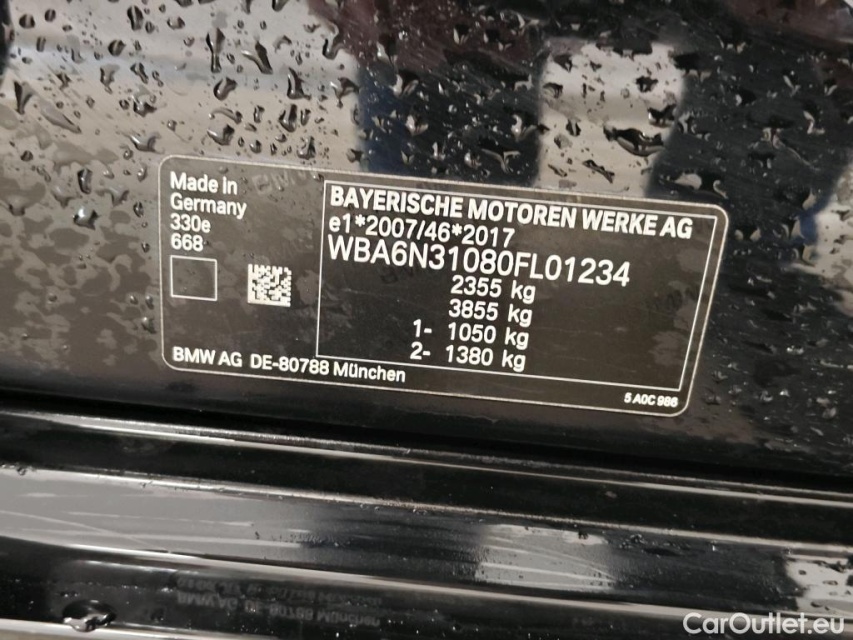 Made in
Germany
330e
668
BAYERISCHE MOTOREN WERKE AG
e1*2007/46*2017
WBA6N31080FL01234
2355 kg
3855 kg
1- 1050 kg
2- 1380 kg
BMW AG DE-80788 München
5 A0C 986
CarOutlet.eu